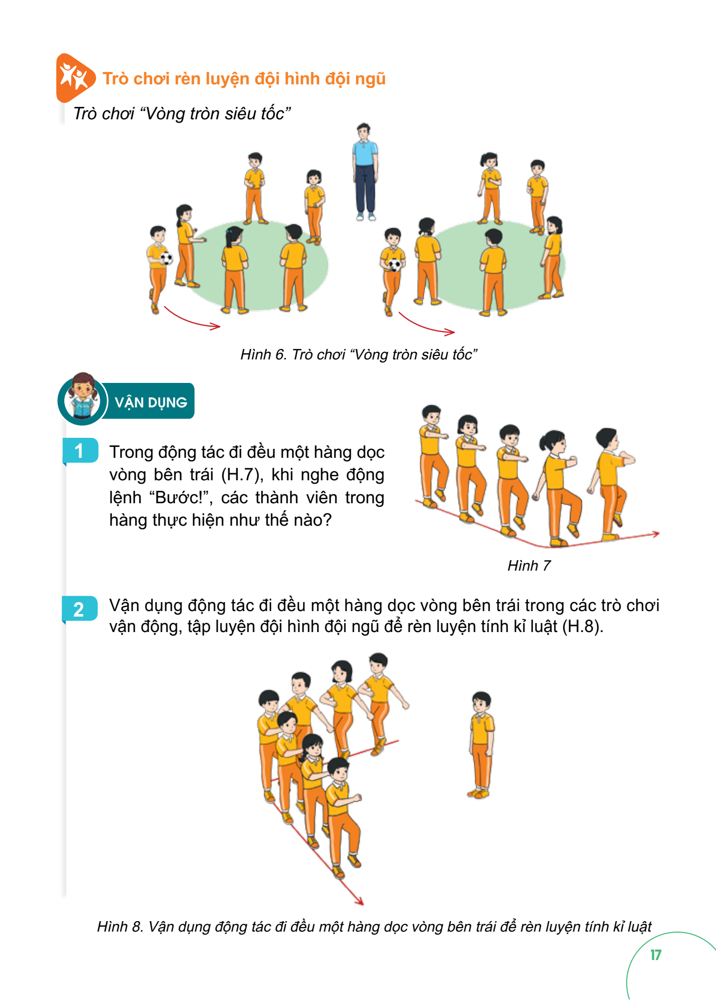 Trò chơi rèn luyện đội hình đội ngũ
Trò chơi “Vòng tròn siêu tốc”
Hình 6. Trò chơi “Vòng tròn siêu tốc”
VẬN DỤNG
1
Trong động tác đi đều một hàng dọc
vòng bên trái (H.7), khi nghe động
lệnh “Bước!”, các thành viên trong
hàng thực hiện như thế nào?
Hình 7
2
Vận dụng động tác đi đều một hàng dọc vòng bên trái trong các trò chơi
vận động, tập luyện đội hình đội ngũ để rèn luyện tính kỉ luật (H.8).
Hình 8. Vận dụng động tác đi đều một hàng dọc vòng bên trái để rèn luyện tính kỉ luật
17